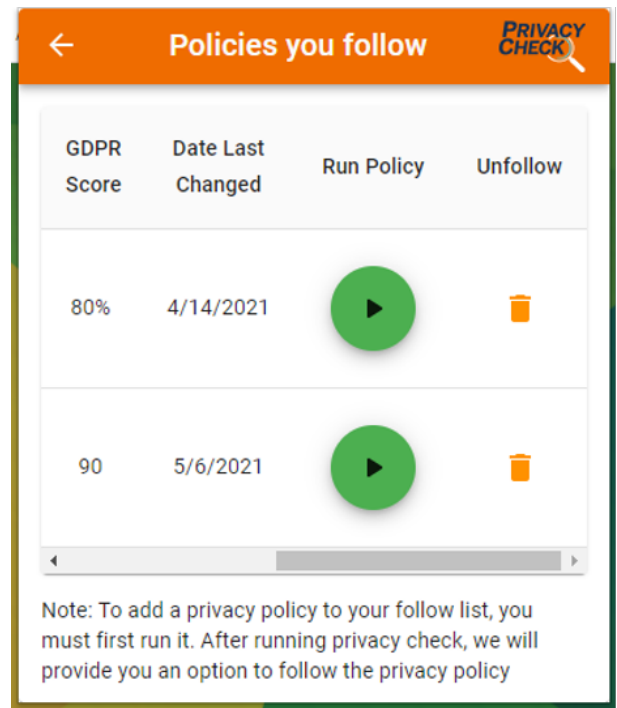 Policies you follow
PRIVACY
CHECK
GDPR
Score
Date Last
Changed
Run Policy
Unfollow
80%
4/14/2021
90
5/6/2021
Note: To add a privacy policy to your follow list, you
must first run it. After running privacy check, we will
provide you an option to follow the privacy policy